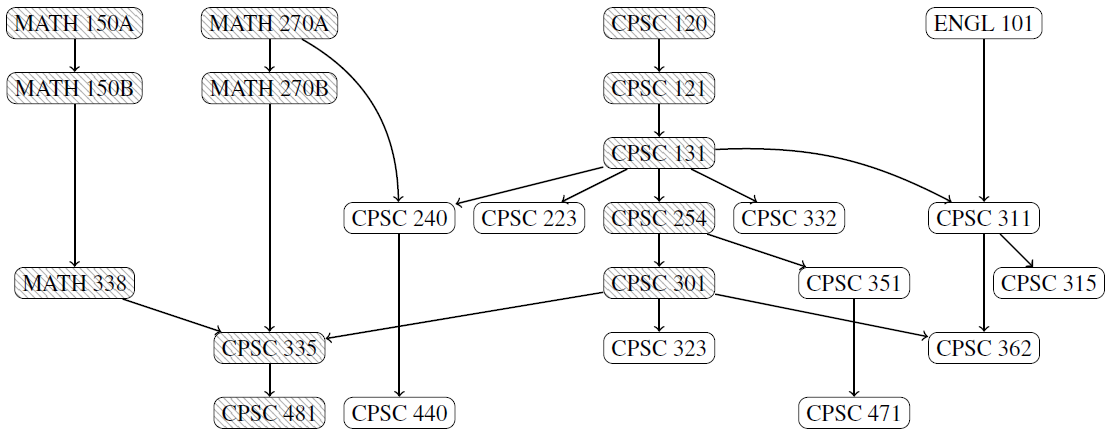 MATH 150A MATH 270A CPSC 120 ENGL 101
MATH 150B MATH 270B CPSC 121
CPSC 131
CPSC 240 CPSC 223 CPSC 254 CPSC 332 CPSC 311
MATH 338 CPSC 301 CPSC 351 CPSC 315
CPSC 335 CPSC 323 CPSC 362
CPSC 481 CPSC 440 CPSC 471